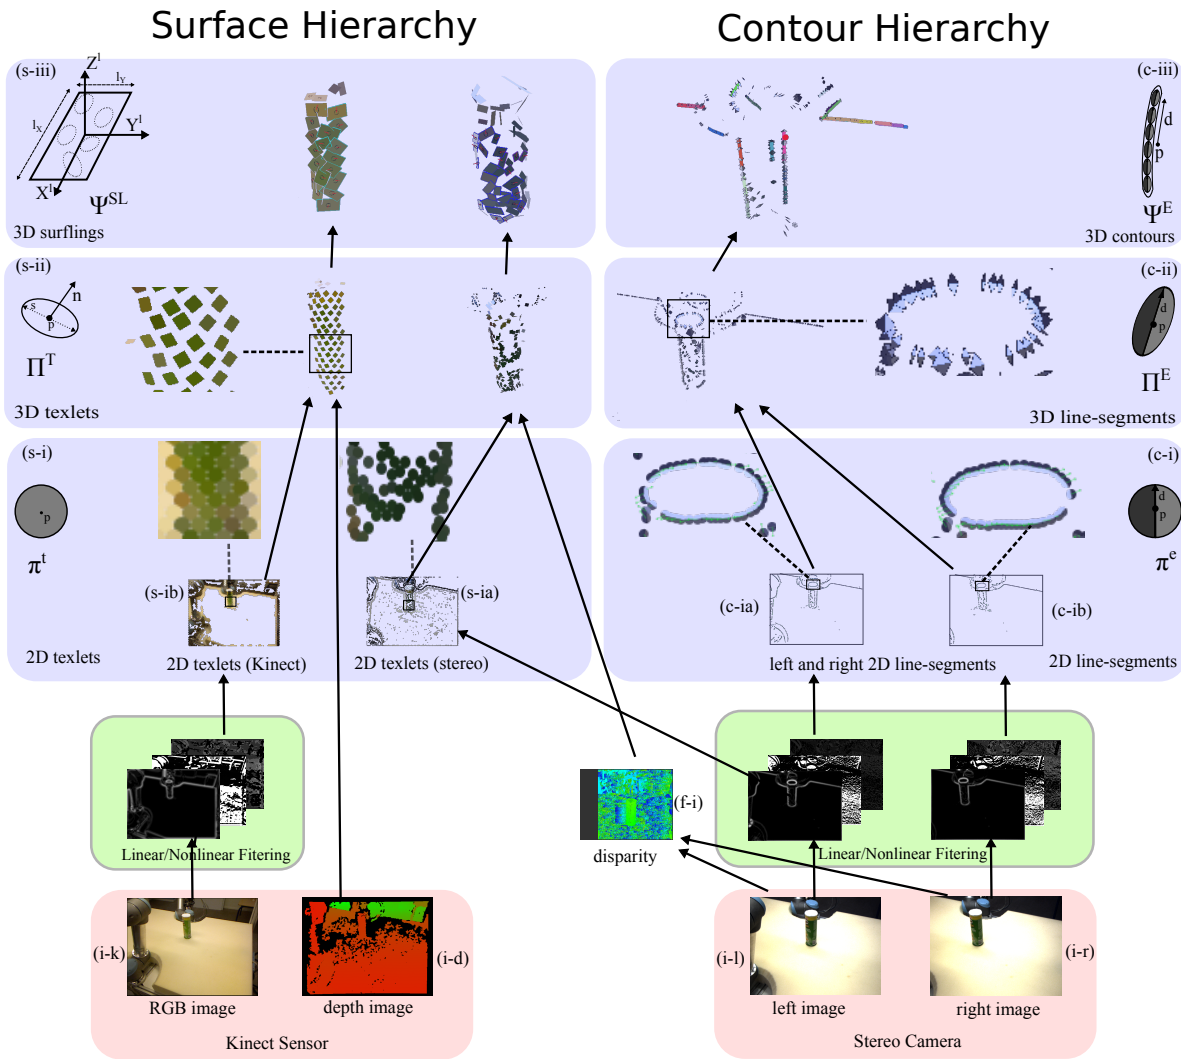 Surface Hierarchy
Contour Hierarchy
(s-iii)
Z^l
l_Y
l_X
Y^l
X^l
Ψ^SL
3D surflings
(c-iii)
d
p
Ψ^E
3D contours
(s-ii)
n
s
p
Π^T
3D texlets
(c-ii)
d
p
Π^E
3D line-segments
(s-i)
p
π^t
(s-ib)
(s-ia)
2D texlets
2D texlets (Kinect)
2D texlets (stereo)
(c-i)
d
p
π^e
(c-ia)
(c-ib)
left and right 2D line-segments
2D line-segments
Linear/Nonlinear Fitering
(f-i)
disparity
Linear/Nonlinear Fitering
(i-k)
RGB image
(i-d)
depth image
Kinect Sensor
(i-l)
left image
(i-r)
right image
Stereo Camera